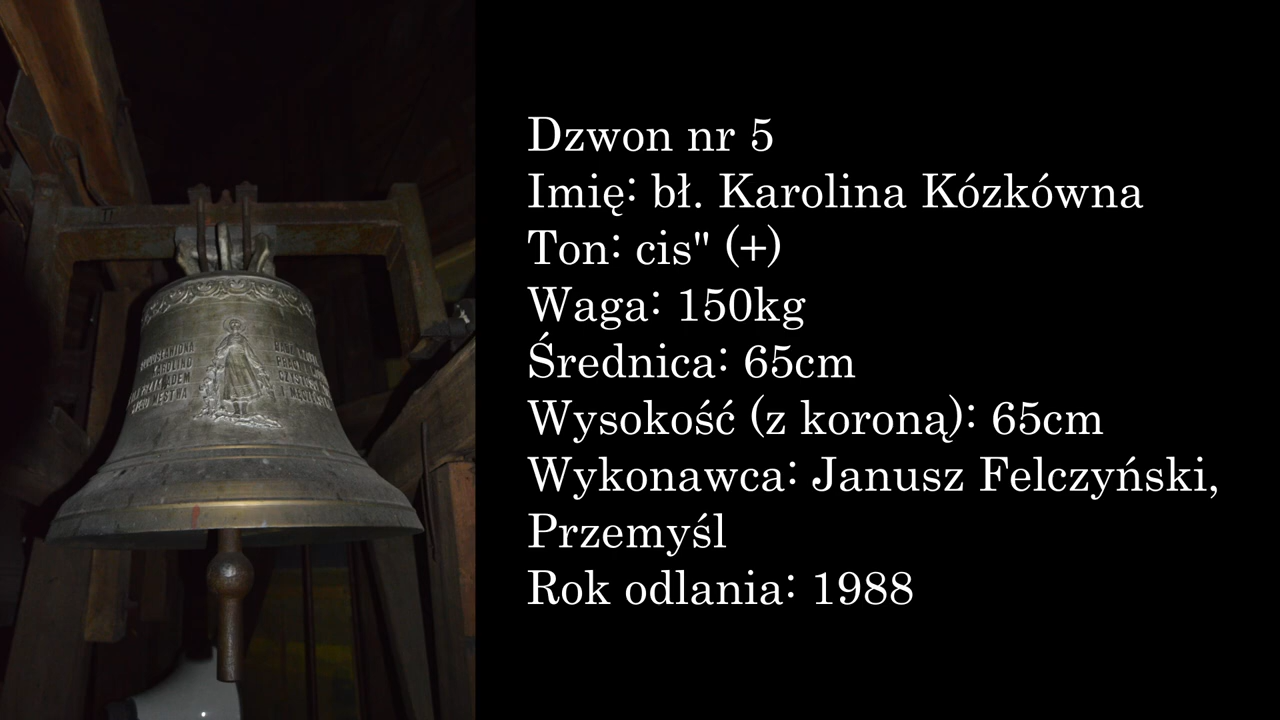 Dzwon nr 5
Imię: bł. Karolina Kózkówna
Ton: cis" (+)
Waga: 150kg
Średnica: 65cm
Wysokość (z koroną): 65cm
Wykonawca: Janusz Felczyński,
Przemyśl
Rok odlania: 1988
KAROLINO